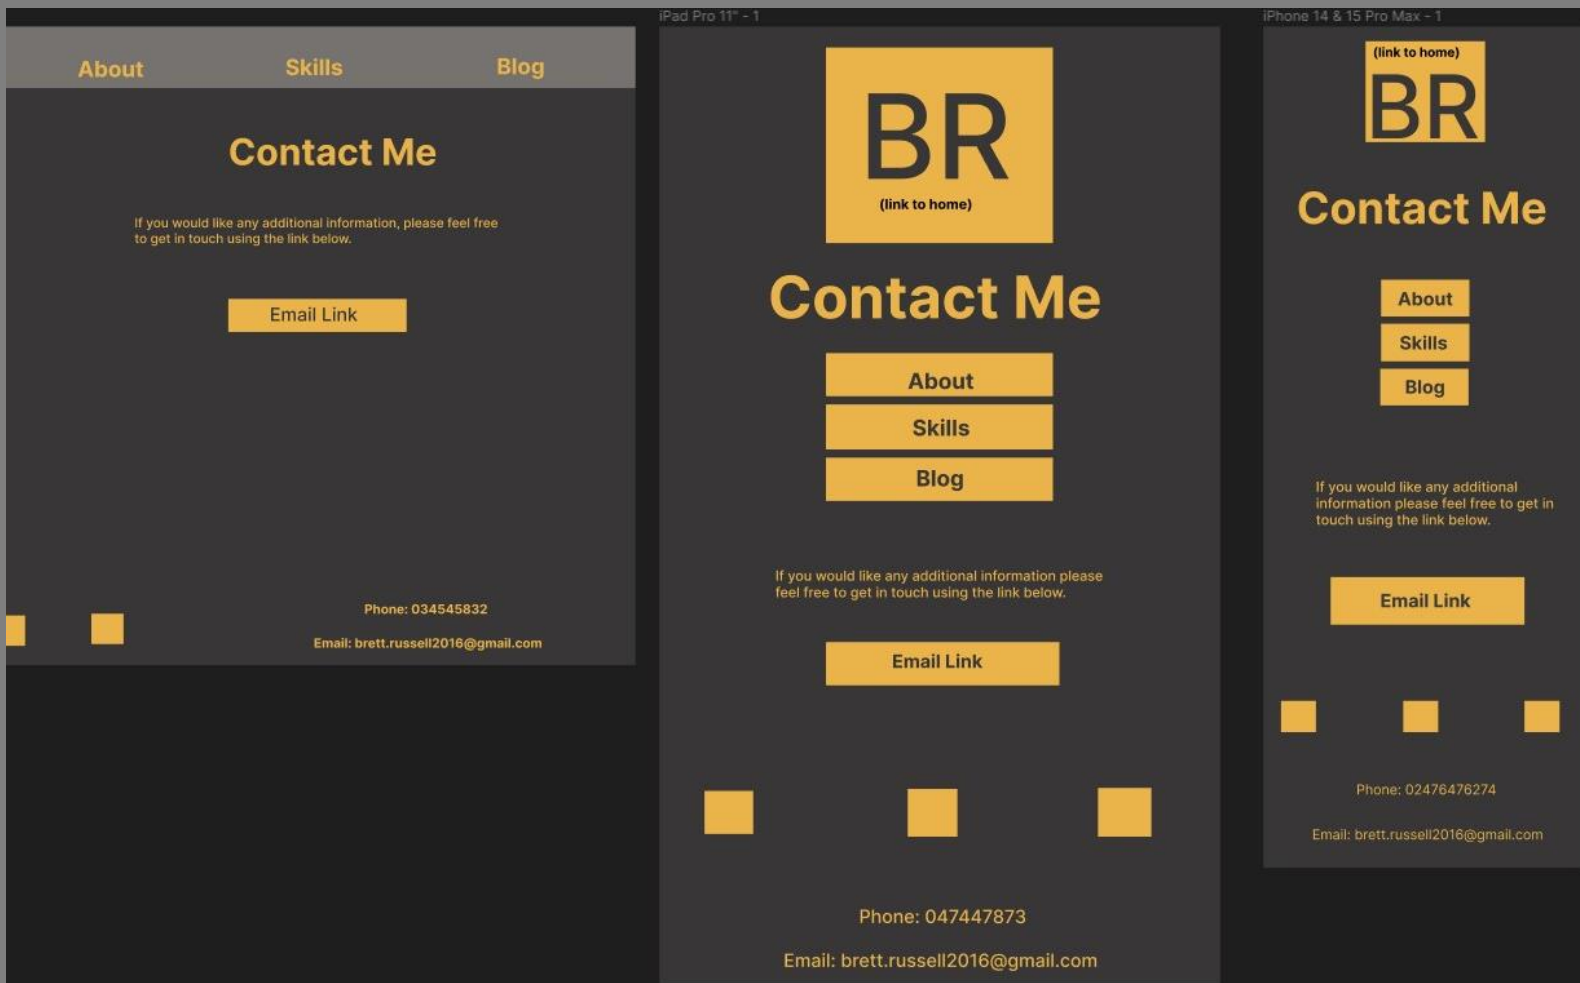 About
Skills
Blog
Contact Me
If you would like any additional information, please feel free
to get in touch using the link below.
Email Link
Phone: 034545832
Email: brett.russell2016@gmail.com
iPad Pro 11" - 1
BR
(link to home)
Contact Me
About
Skills
Blog
If you would like any additional information please
feel free to get in touch using the link below.
Email Link
Phone: 047447873
Email: brett.russell2016@gmail.com
iPhone 14 & 15 Pro Max - 1
(link to home)
BR
Contact Me
About
Skills
Blog
If you would like any additional
information please feel free to get in
touch using the link below.
Email Link
Phone: 02476476274
Email: brett.russell2016@gmail.com